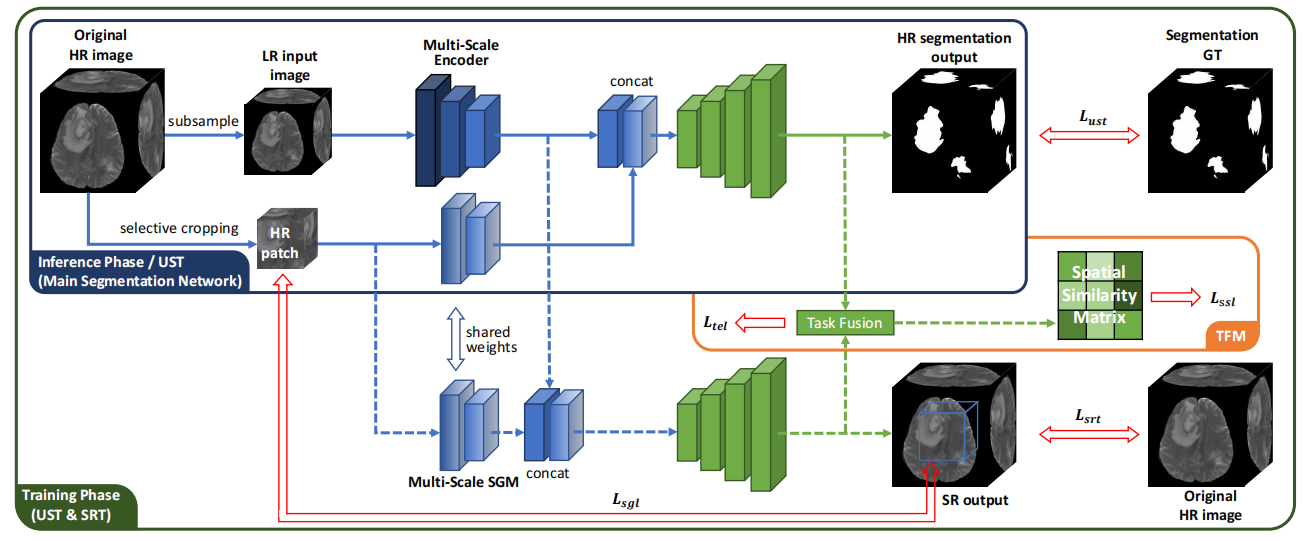 Original
HR image
LR input
image
Multi-Scale
Encoder
concat
HR segmentation
output
Segmentation
GT
subsample
L_ust
selective cropping
HR
patch
Inference Phase / UST
(Main Segmentation Network)
Spatial
Similarity
Matrix
L_ssl
L_tel
Task Fusion
TFM
shared
weights
L_srt
Multi-Scale SGM
concat
L_sgl
SR output
Original
HR image
Training Phase
(UST & SRT)